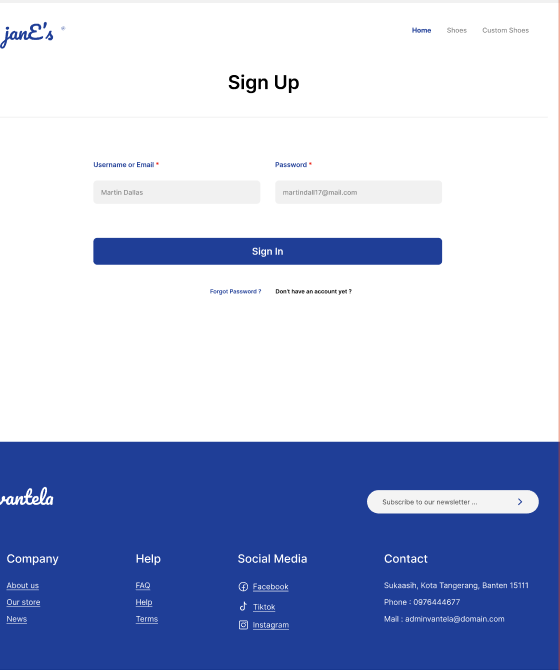 janE's
Home Shoes Custom Shoes
Sign Up
Username or Email * Password *
Martin Dallas martindall17@mail.com
Sign In
Forgot Password ? Don't have an account yet ?
vantela
Subscribe to our newsletter ...
Company Help Social Media Contact
About us FAQ Facebook Sukaasih, Kota Tangerang, Banten 15111
Our store Help Tiktok Phone : 0976444677
News Terms Instagram Mail : adminvantela@domain.com